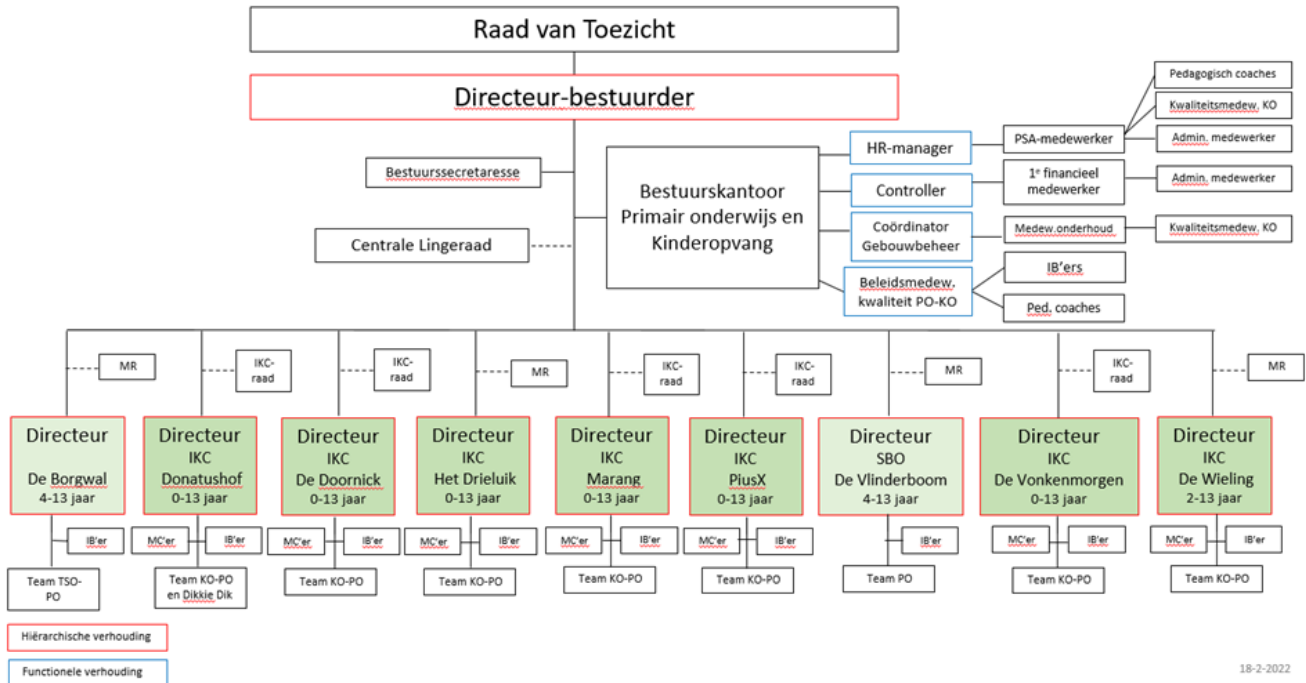 Raad van Toezicht
Directeur-bestuurder
Bestuurssecretaresse
Centrale Lingeraad
Bestuurskantoor
Primair onderwijs en
Kinderopvang
HR-manager
Controller
Coördinator
Gebouwbeheer
Beleidsmedew.
kwaliteit PO-KO
PSA-medewerker
1e financieel
medewerker
Medew.onderhoud
IB'ers
Ped. coaches
Pedagogisch coaches
Kwaliteitsmedew. KO
Admin. medewerker
Admin. medewerker
Kwaliteitsmedew. KO
MR
IKC-
raad
IKC-
raad
MR
IKC-
raad
IKC-
raad
MR
IKC-
raad
MR
Directeur
De Borgwal
4-13 jaar
Directeur
IKC
Donatushof
0-13 jaar
Directeur
IKC
De Doornick
0-13 jaar
Directeur
IKC
Het Drieluik
0-13 jaar
Directeur
IKC
Marang
0-13 jaar
Directeur
IKC
PiusX
0-13 jaar
Directeur
SBO
De Vlinderboom
4-13 jaar
Directeur
IKC
De Vonkenmorgen
0-13 jaar
Directeur
IKC
De Wieling
2-13 jaar
IB'er
MC'er
IB'er
MC'er
IB'er
MC'er
IB'er
MC'er
IB'er
MC'er
IB'er
IB'er
MC'er
IB'er
MC'er
IB'er
Team TSO-
PO
Team KO-PO
en Dikkie Dik
Team KO-PO
Team KO-PO
Team KO-PO
Team KO-PO
Team PO
Team KO-PO
Team KO-PO
Hiërarchische verhouding
Functionele verhouding
18-2-2022